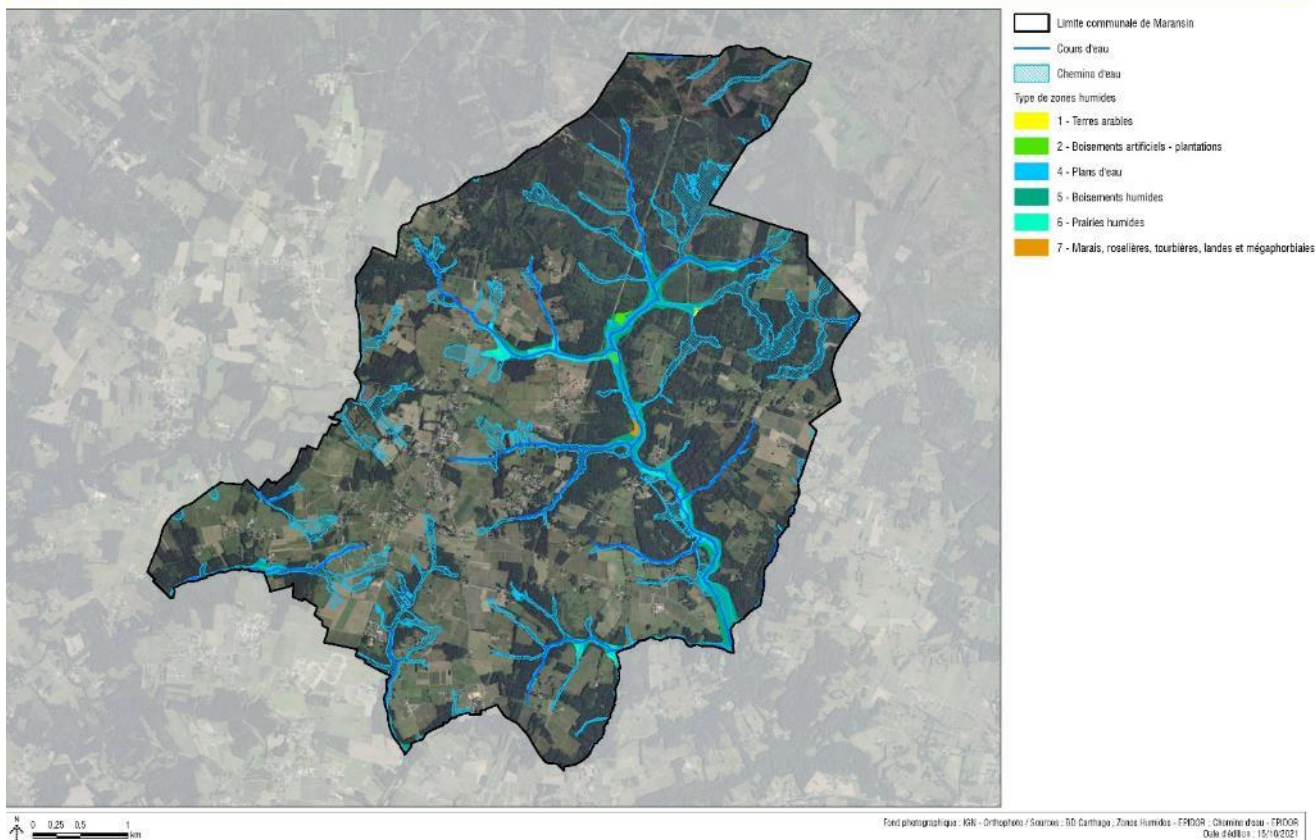 Limite communale de Maransin
Cours d'eau
Chemins d'eau
Type de zones humides
1 - Terres arables
2 - Boisements artificiels - plantations
4 - Plans d'eau
5 - Boisements humides
6 - Prairies humides
7 - Marais, roselières, tourbières, landes et mégaphorbiaies
N
0 0,25 0,5 1
km
Fond photographique : IGN - Orthophoto / Sources : BD Carthage ; Zones Humides - EPIDOR ; Chemins d'eau - EPIDOR
Date d'édition : 15/10/2021